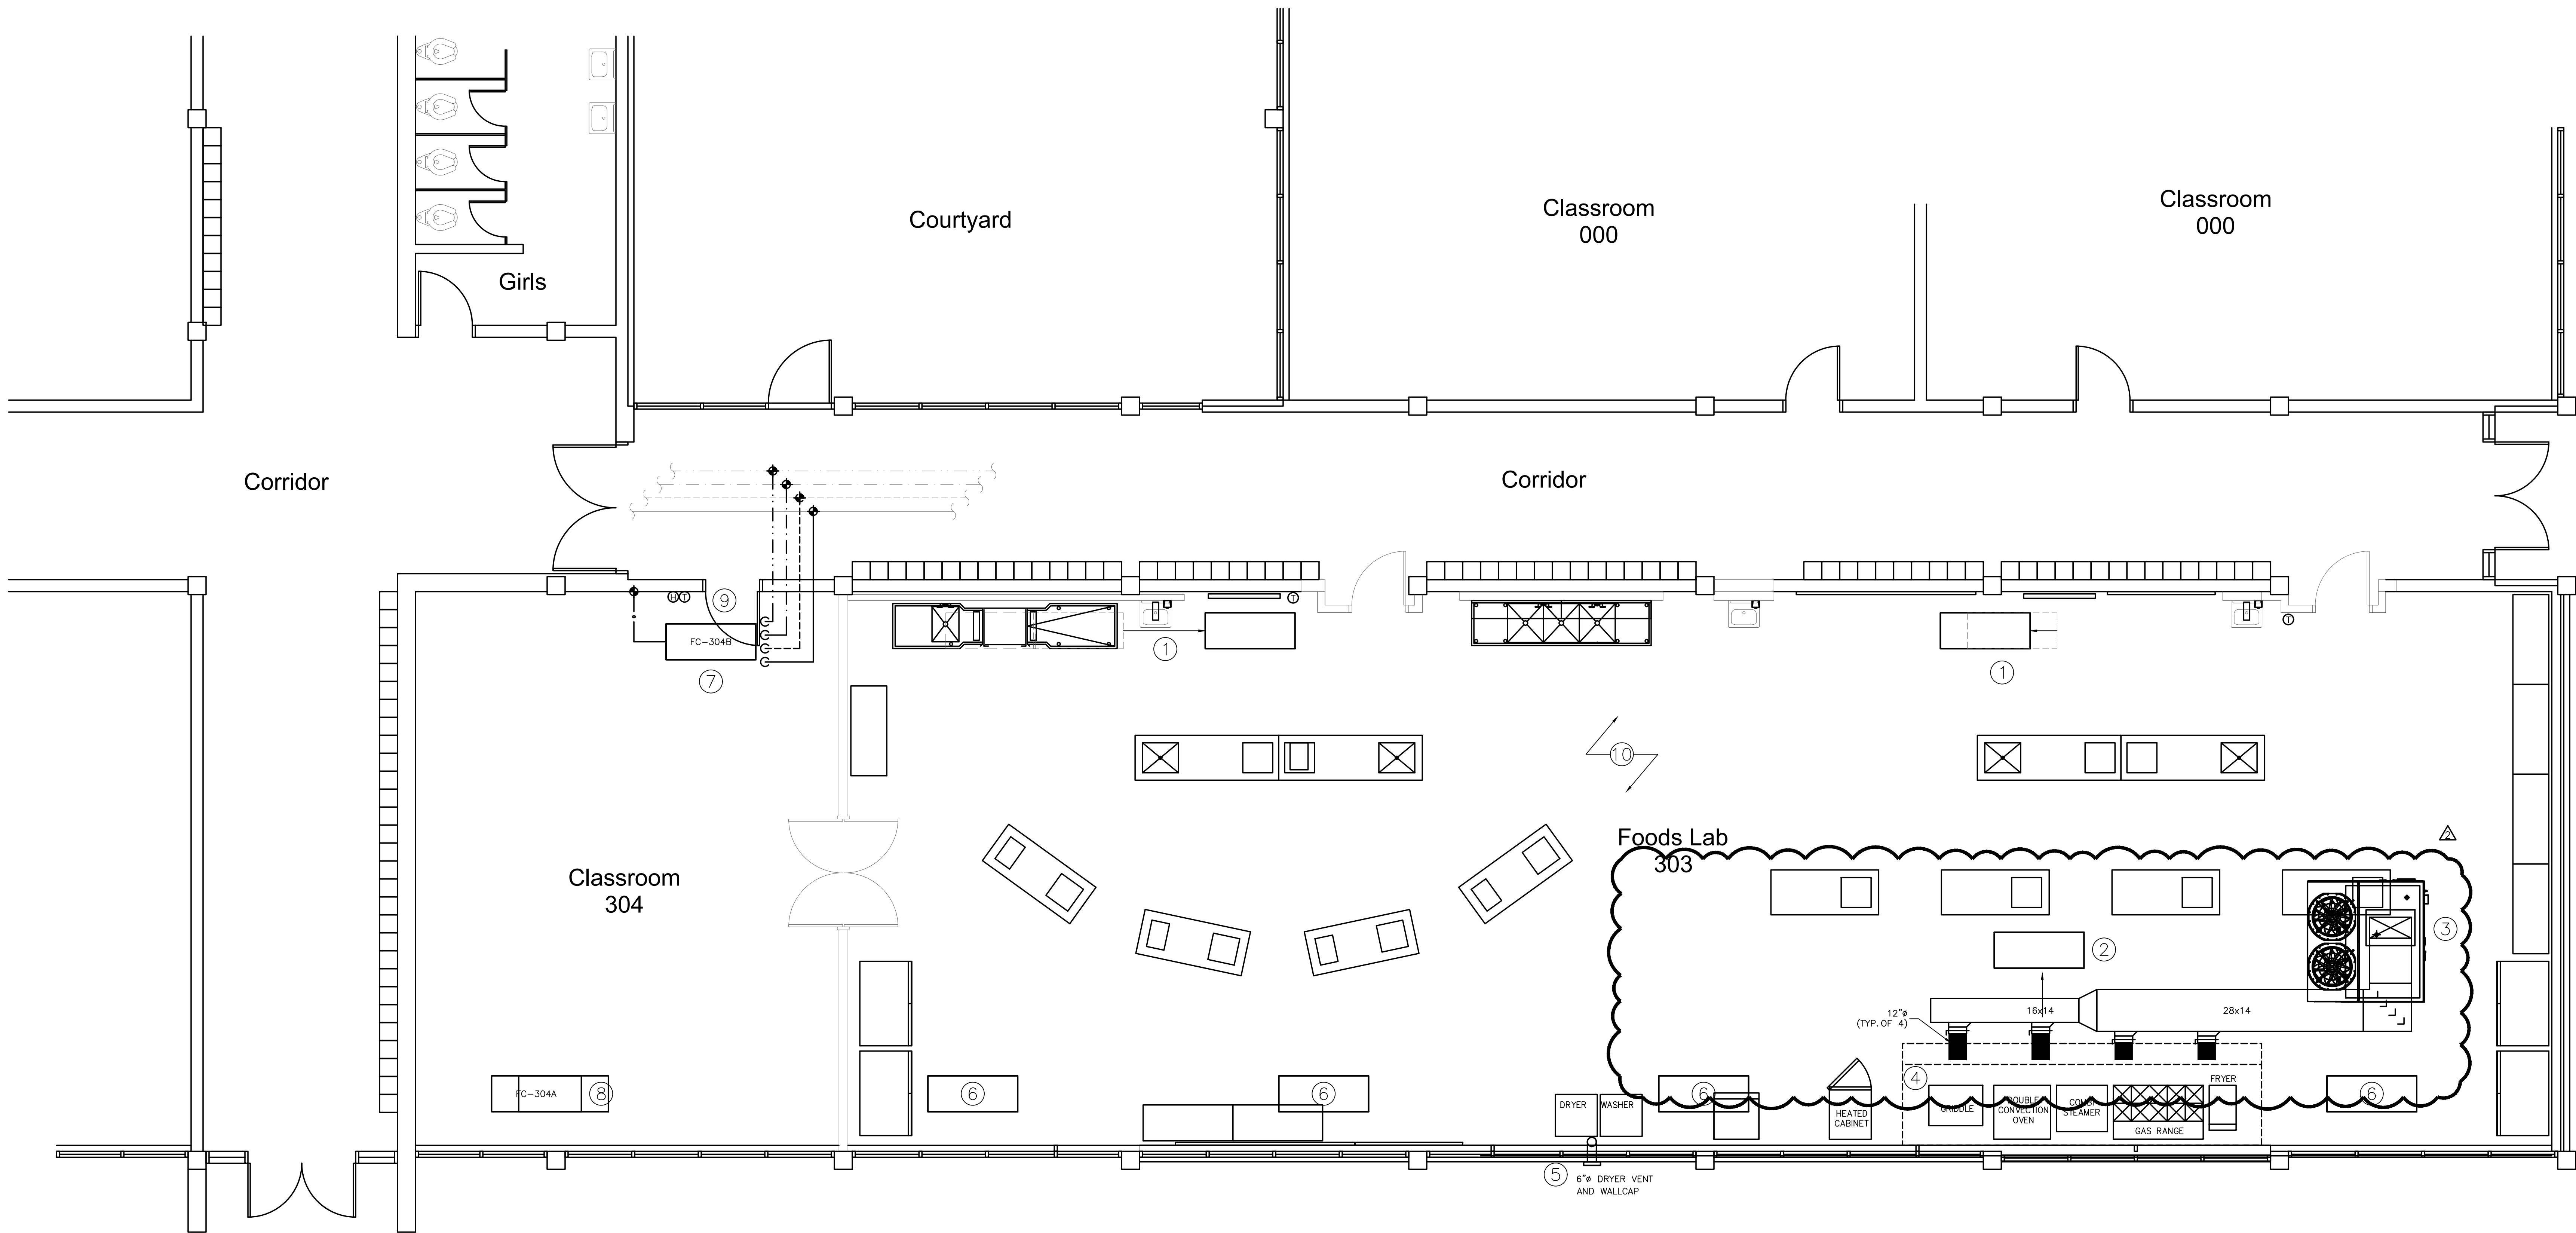 Courtyard
Classroom
000
Classroom
000
Girls
Corridor
Corridor
H
T
9
FC-304B
7
1
T
1
T
10
Foods Lab
303
2
Classroom
304
3
2
12"ø
(TYP. OF 4)
16x14
28x14
FC-304A
8
6
6
6
6
4
DRYER
WASHER
HEATED
CABINET
GRIDDLE
DOUBLE
CONVECTION
OVEN
COMBI
STEAMER
GAS RANGE
FRYER
5
6"ø DRYER VENT
AND WALLCAP